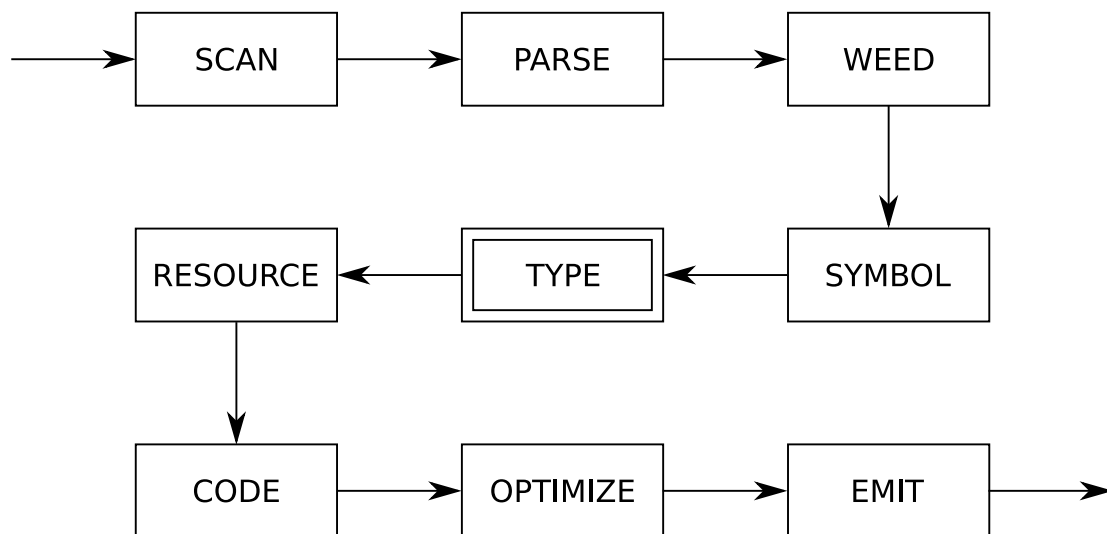 SCAN
PARSE
WEED
SYMBOL
TYPE
RESOURCE
CODE
OPTIMIZE
EMIT